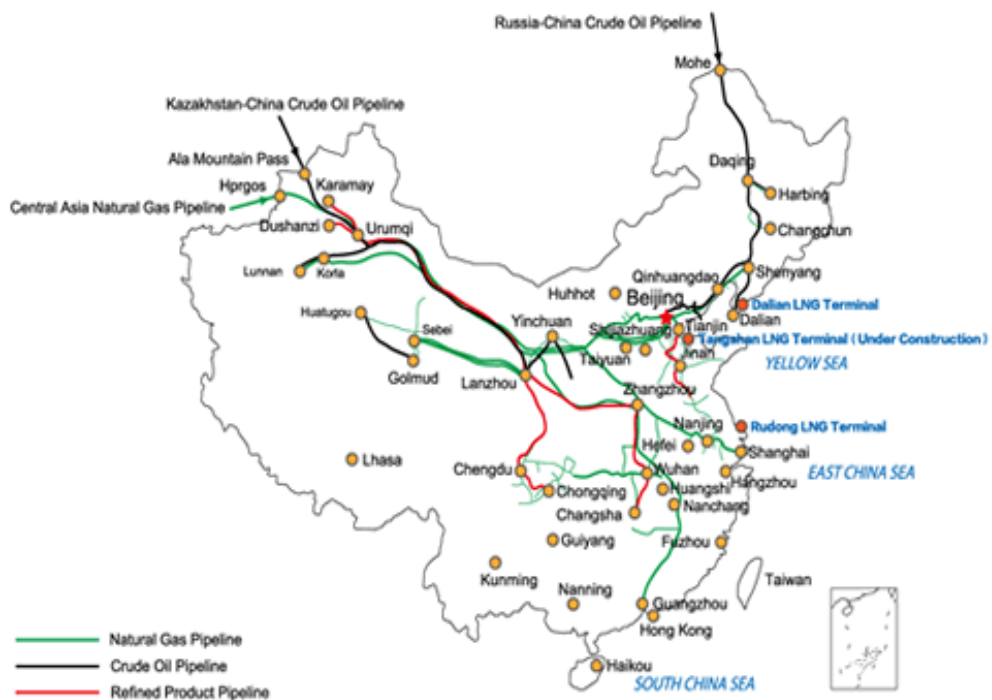 Russia-China Crude Oil Pipeline
Mohe
Kazakhstan-China Crude Oil Pipeline
Ala Mountain Pass
Hprgos
Karamay
Central Asia Natural Gas Pipeline
Dushanzi
Urumqi
Daqing
Harbing
Changchun
Lunnan
Korla
Qinhuangdao
Shenyang
Huhhot
Beijing
Dalian LNG Terminal
Dalian
Huatugou
Sebei
Yinchuan
Shijiazhuang
Tianjin
Tangshan LNG Terminal ( Under Construction )
Taiyuan
Jinan
YELLOW SEA
Golmud
Lanzhou
Zhangzhou
Nanjing
Rudong LNG Terminal
Hefei
Shanghai
Lhasa
Chengdu
Wuhan
Hangzhou
EAST CHINA SEA
Chongqing
Huangshi
Changsha
Nanchang
Guiyang
Fuzhou
Kunming
Nanning
Taiwan
Guangzhou
Hong Kong
Natural Gas Pipeline
Crude Oil Pipeline
Haikou
Refined Product Pipeline
SOUTH CHINA SEA